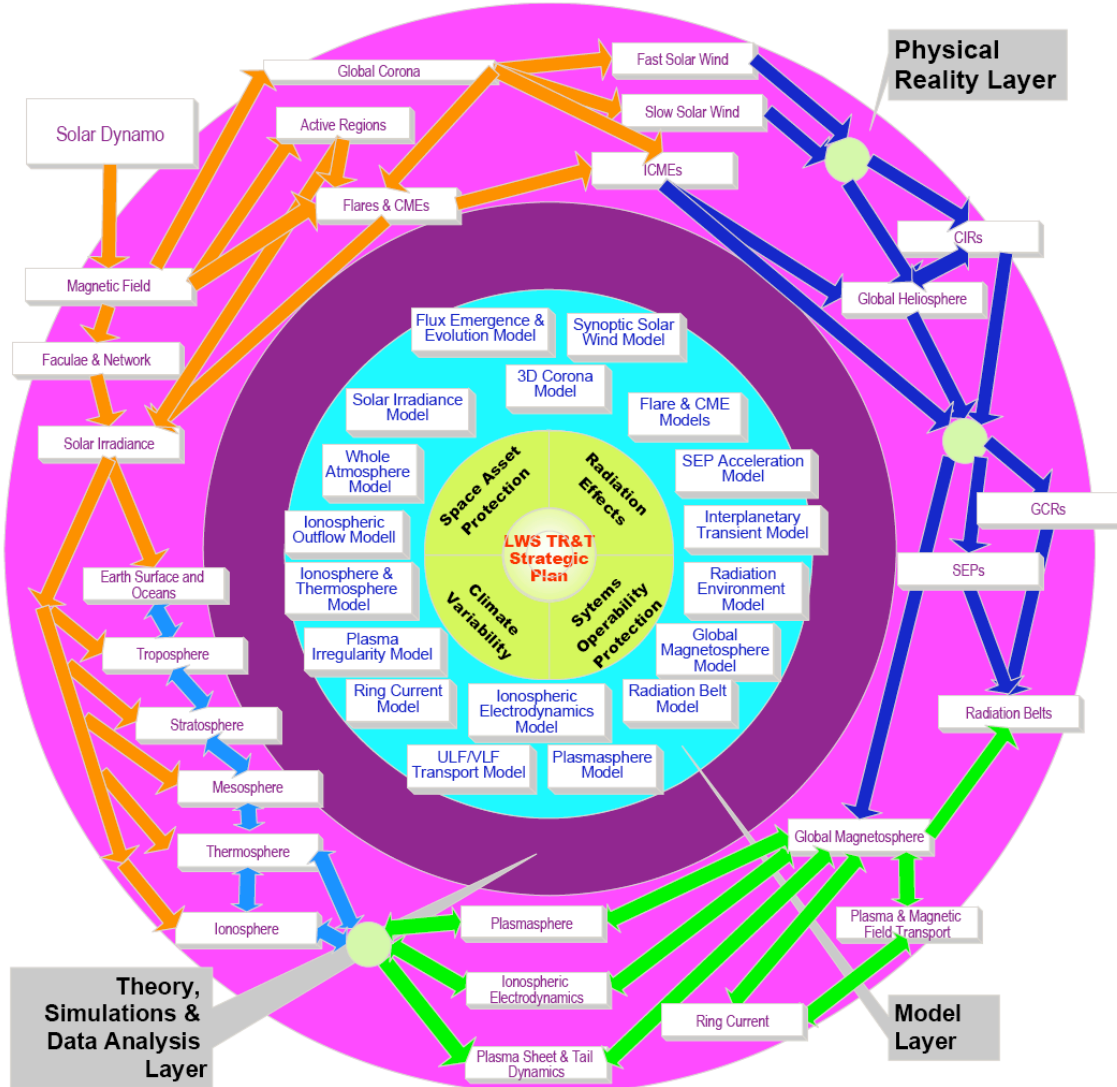 Physical
Reality Layer
Fast Solar Wind
Global Corona
Slow Solar Wind
Solar Dynamo
Active Regions
ICMEs
Flares & CMEs
CIRs
Magnetic Field
Global Heliosphere
Faculae & Network
Solar Irradiance
GCRs
SEPs
Earth Surface and
Oceans
Troposphere
Stratosphere
Radiation Belts
Mesosphere
Thermosphere
Global Magnetosphere
Ionosphere
Plasmasphere
Plasma & Magnetic
Field Transport
Ionospheric
Electrodynamics
Ring Current
Plasma Sheet & Tail
Dynamics
Flux Emergence &
Evolution Model
Synoptic Solar
Wind Model
3D Corona
Model
Solar Irradiance
Model
Flare & CME
Models
Whole
Atmosphere
Model
SEP Acceleration
Model
Ionospheric
Outflow Modell
Interplanetary
Transient Model
Ionosphere &
Thermosphere
Model
Radiation
Environment
Model
Plasma
Irregularity Model
Global
Magnetosphere
Model
Ring Current
Model
Ionospheric
Electrodynamics
Model
Radiation Belt
Model
ULF/VLF
Transport Model
Plasmasphere
Model
Space Asset
Protection
Radiation
Effects
LWS TR&T
Strategic
Plan
Climate
Variability
Sytems
Operability
Protection
Theory,
Simulations &
Data Analysis
Layer
Model
Layer